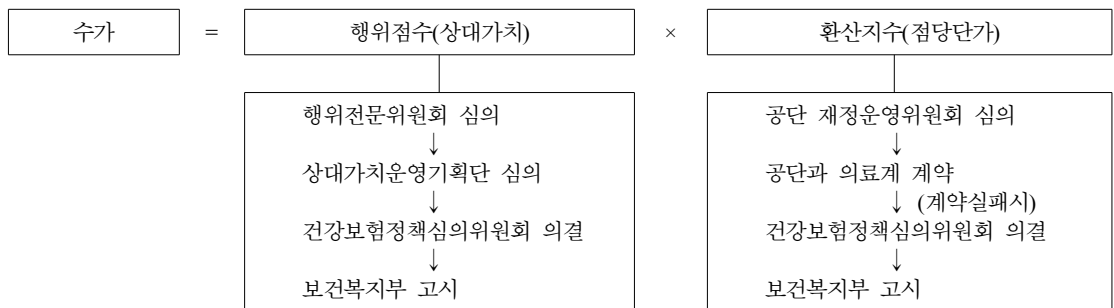 수가 = 행위점수(상대가치) × 환산지수(점당단가)
행위전문위원회 심의
↓
상대가치운영기획단 심의
↓
건강보험정책심의위원회 의결
↓
보건복지부 고시
공단 재정운영위원회 심의
↓
공단과 의료계 계약
↓ (계약실패시)
건강보험정책심의위원회 의결
↓
보건복지부 고시